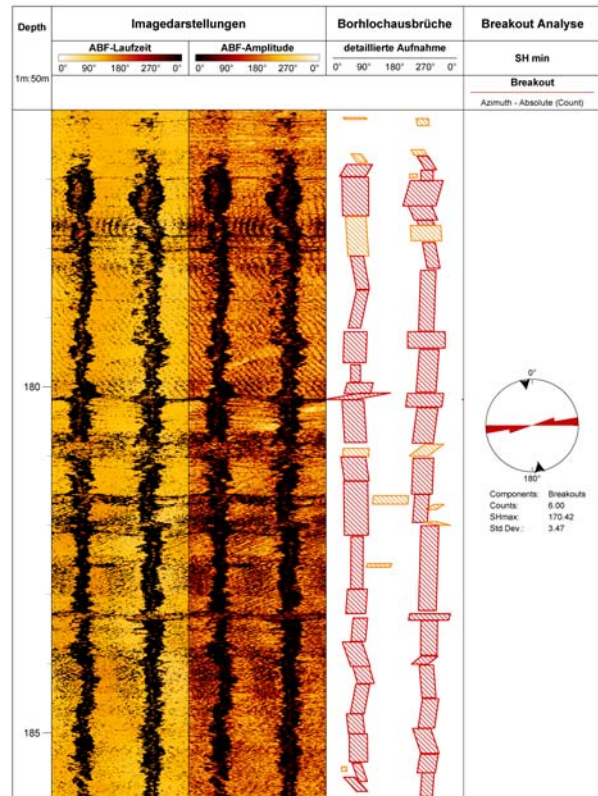 Depth
1m:50m
Imagedarstellungen
ABF-Laufzeit
0° 90° 180° 270° 0°
ABF-Amplitude
0° 90° 180° 270° 0°
Borhlochausbrüche
detaillierte Aufnahme
0° 90° 180° 270° 0°
Breakout Analyse
SH min
Breakout
Azimuth - Absolute (Count)
180
185
0°
180°
Components: Breakouts
Counts: 6.00
SHmax: 170.42
Std.Dev.: 3.47